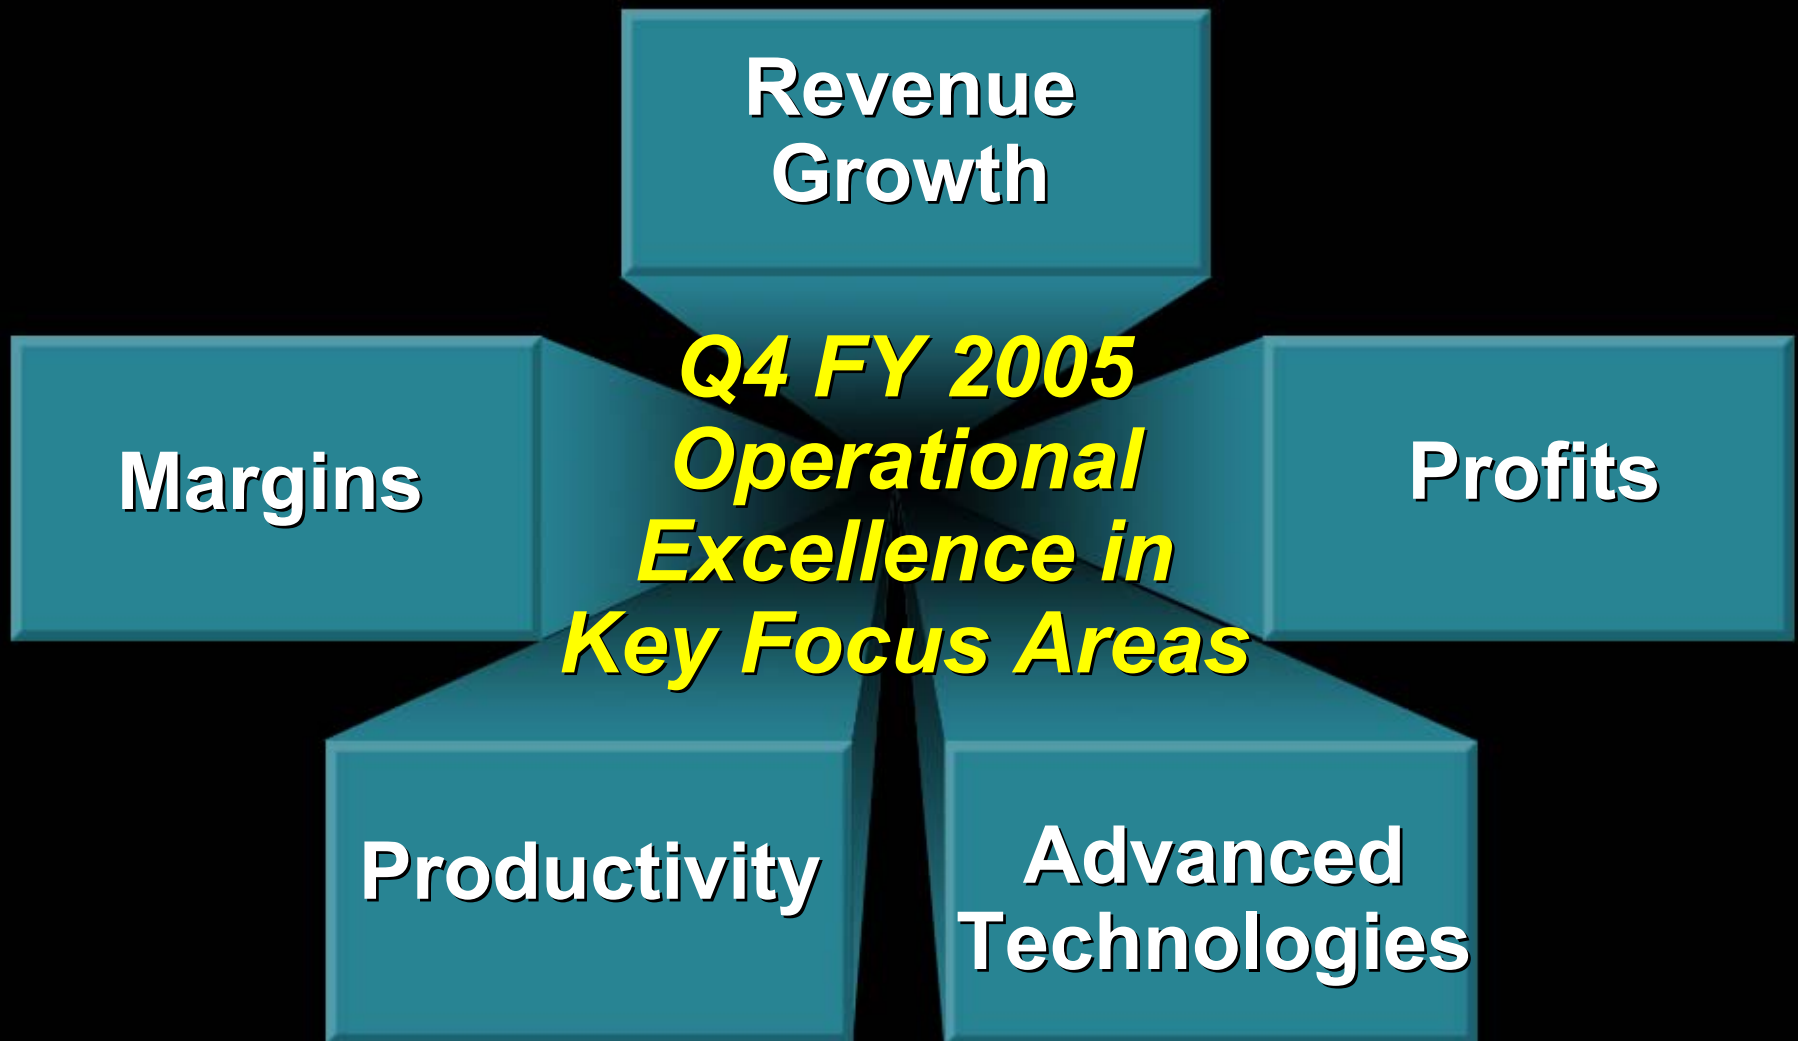 Revenue
Growth
Q4 FY 2005
Operational
Excellence in
Key Focus Areas
Margins
Profits
Productivity
Advanced
Technologies